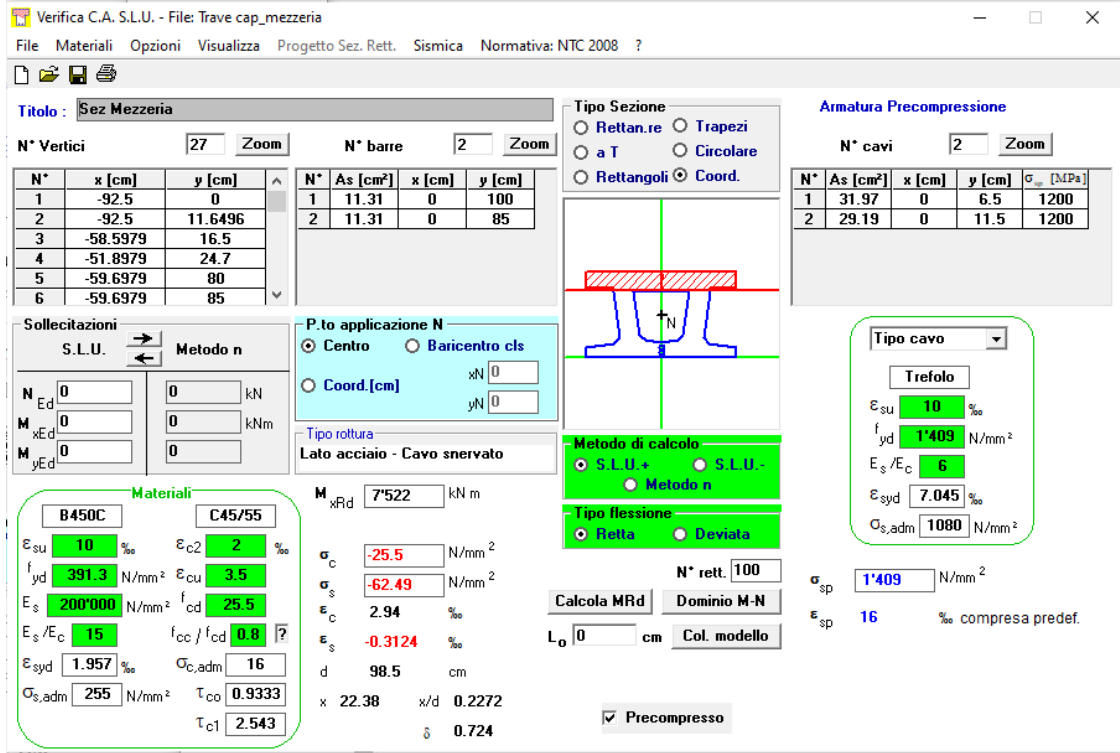 Verifica C.A. S.L.U. - File: Trave cap_mezzeria
File Materiali Opzioni Visualizza Progetto Sez. Rett. Sismica Normativa: NTC 2008 ?
Titolo : Sez Mezzeria
N° Vertici 27 Zoom
N° x [cm] y [cm]
1 -92.5 0
2 -92.5 11.6496
3 -58.5979 16.5
4 -51.8979 24.7
5 -59.6979 80
6 -59.6979 85
N° barre 2 Zoom
N° As [cm²] x [cm] y [cm]
1 11.31 0 100
2 11.31 0 85
Tipo Sezione
Rettan.re Trapezi
a T Circolare
Rettangoli Coord.
Armatura Precompressione
N° cavi 2 Zoom
N° As [cm²] x [cm] y [cm] σsp [MPa]
1 31.97 0 6.5 1200
2 29.19 0 11.5 1200
N
Sollecitazioni
S.L.U. Metodo n
N Ed 0 0 kN
M xEd 0 0 kNm
M yEd 0 0
P.to applicazione N
Centro Baricentro cls
Coord.[cm]
xN 0
yN 0
Tipo rottura
Lato acciaio - Cavo snervato
Metodo di calcolo
S.L.U.+ S.L.U.-
Metodo n
Tipo flessione
Retta Deviata
Tipo cavo
Trefolo
εsu 10 ‰
fyd 1'409 N/mm²
Es/Ec 6
εsyd 7.045 ‰
σs,adm 1080 N/mm²
Materiali
B450C C45/55
εsu 10 ‰ εc2 2 ‰
fyd 391.3 N/mm² εcu 3.5
Es 200'000 N/mm² fcd 25.5
Es/Ec 15 fcc / fcd 0.8 ?
εsyd 1.957 ‰ σc,adm 16
σs,adm 255 N/mm² τco 0.9333
τc1 2.543
M xRd 7'522 kN m
σc -25.5 N/mm²
σs -62.49 N/mm²
εc 2.94 ‰
εs -0.3124 ‰
d 98.5 cm
x 22.38 x/d 0.2272
δ 0.724
N° rett. 100
Calcola MRd Dominio M-N
Lo 0 cm Col. modello
Precompresso
σsp 1'409 N/mm²
εsp 16 ‰ compresa predef.